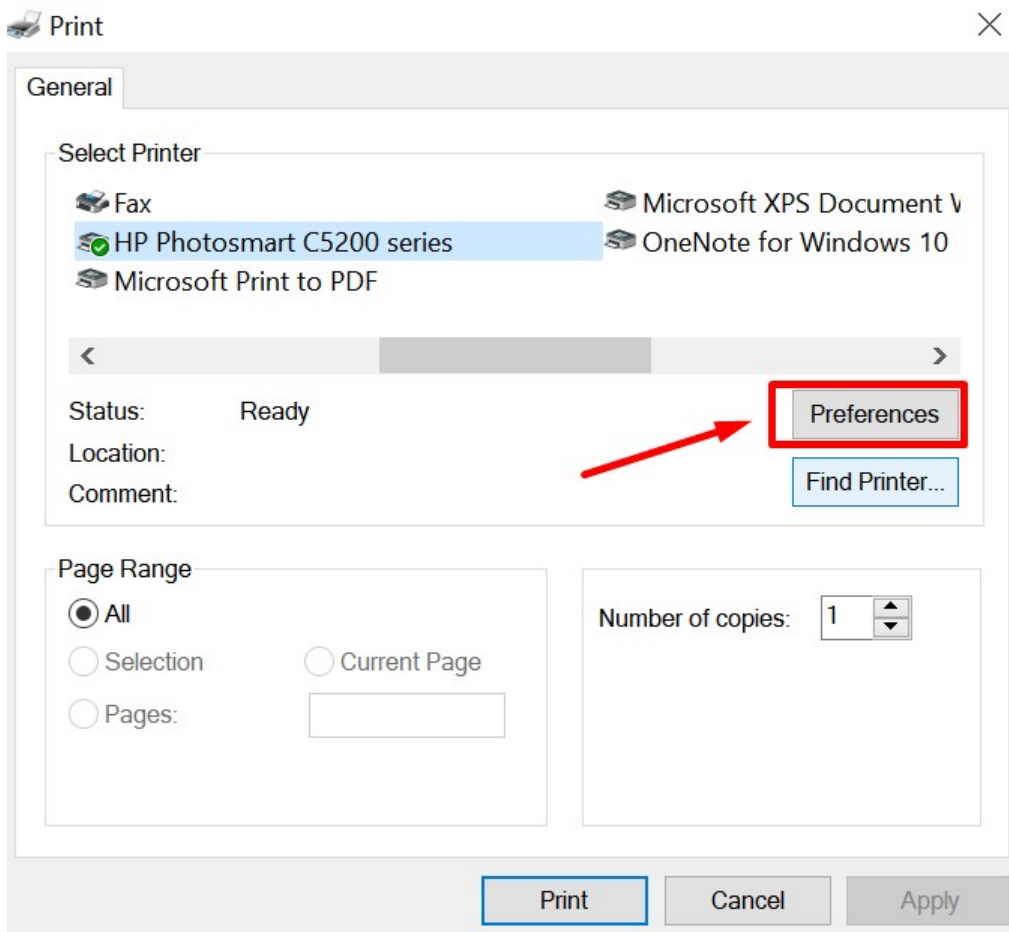 Print
General
Select Printer
Fax
HP Photosmart C5200 series
Microsoft Print to PDF
Microsoft XPS Document
OneNote for Windows 10
Status: Ready
Location:
Comment:
Preferences
Find Printer...
Page Range
All
Selection Current Page
Pages:
Number of copies: 1
Print Cancel Apply